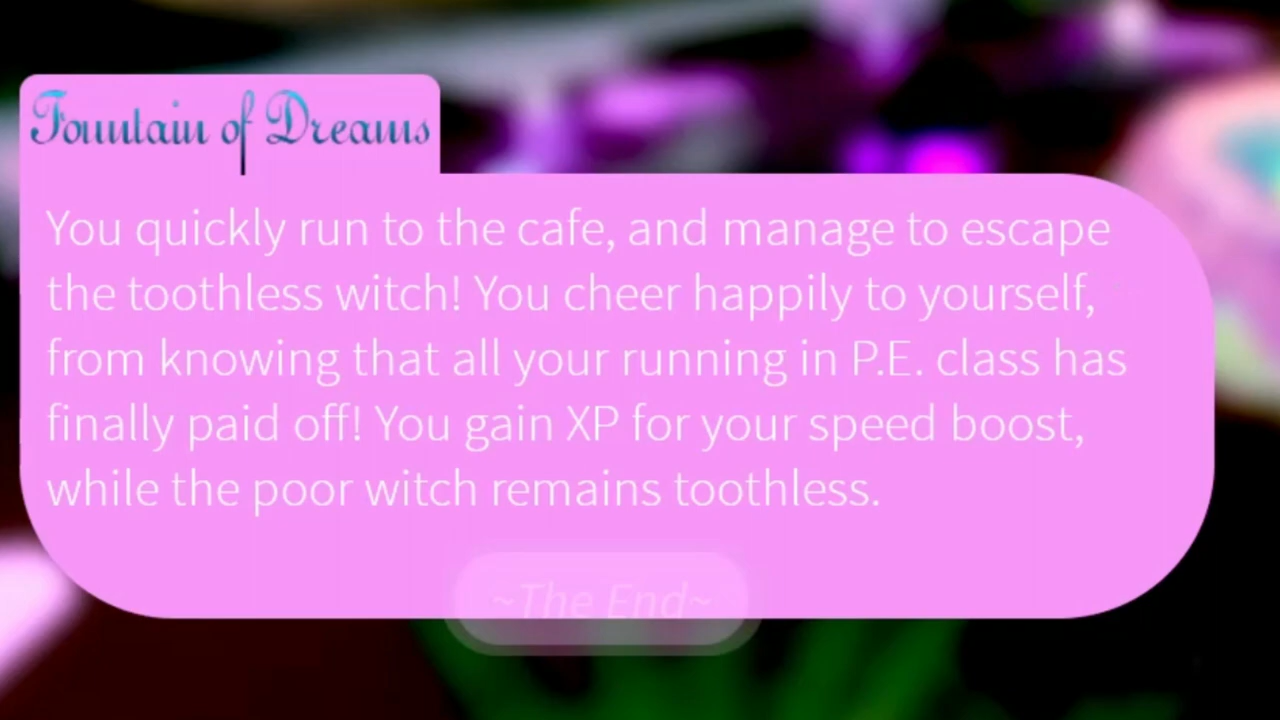 Fountain of Dreams
You quickly run to the cafe, and manage to escape
the toothless witch! You cheer happily to yourself,
from knowing that all your running in P.E. class has
finally paid off! You gain XP for your speed boost,
while the poor witch remains toothless.
~The End~